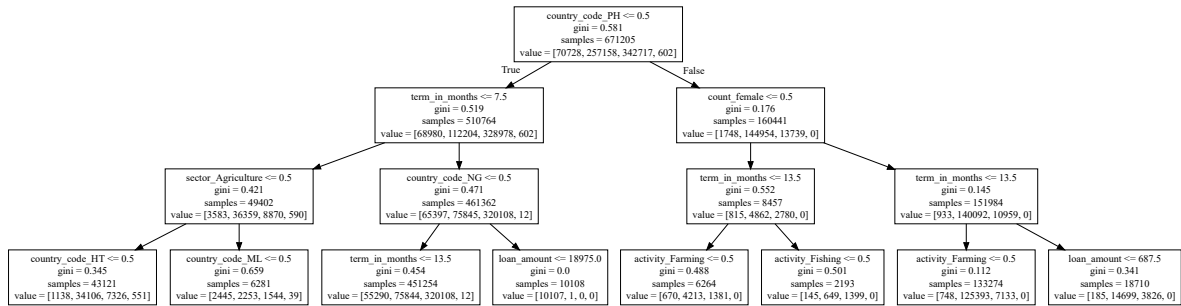 country_code_PH <= 0.5
gini = 0.581
samples = 671205
value = [70728, 257158, 342717, 602]
True
False
term_in_months <= 7.5
gini = 0.519
samples = 510764
value = [68980, 112204, 328978, 602]
count_female <= 0.5
gini = 0.176
samples = 160441
value = [1748, 144954, 13739, 0]
sector_Agriculture <= 0.5
gini = 0.421
samples = 49402
value = [3583, 36359, 8870, 590]
country_code_NG <= 0.5
gini = 0.471
samples = 461362
value = [65397, 75845, 320108, 12]
term_in_months <= 13.5
gini = 0.552
samples = 8457
value = [815, 4862, 2780, 0]
term_in_months <= 13.5
gini = 0.145
samples = 151984
value = [933, 140092, 10959, 0]
country_code_HT <= 0.5
gini = 0.345
samples = 43121
value = [1138, 34106, 7326, 551]
country_code_ML <= 0.5
gini = 0.659
samples = 6281
value = [2445, 2253, 1544, 39]
term_in_months <= 13.5
gini = 0.454
samples = 451254
value = [55290, 75844, 320108, 12]
loan_amount <= 18975.0
gini = 0.0
samples = 10108
value = [10107, 1, 0, 0]
activity_Farming <= 0.5
gini = 0.488
samples = 6264
value = [670, 4213, 1381, 0]
activity_Fishing <= 0.5
gini = 0.501
samples = 2193
value = [145, 649, 1399, 0]
activity_Farming <= 0.5
gini = 0.112
samples = 133274
value = [748, 125393, 7133, 0]
loan_amount <= 687.5
gini = 0.341
samples = 18710
value = [185, 14699, 3826, 0]